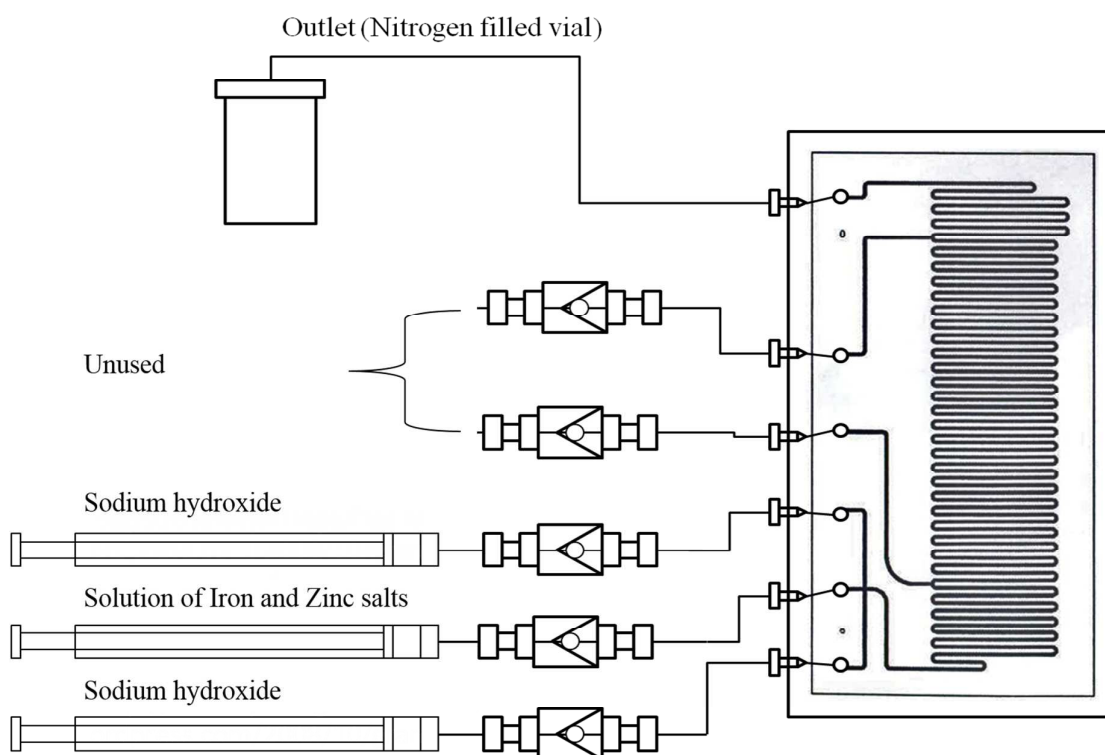 Outlet (Nitrogen filled vial)
Unused
Sodium hydroxide
Solution of Iron and Zinc salts
Sodium hydroxide